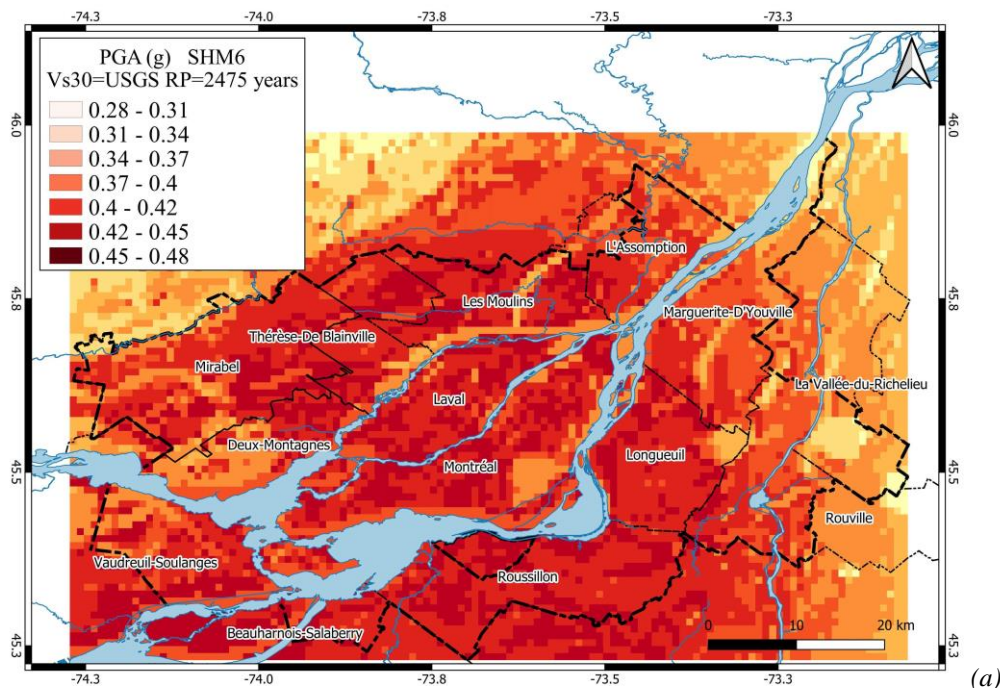 -74.3 -74.0 -73.8 -73.5 -73.3
PGA (g) SHM6
Vs30=USGS RP=2475 years
0.28 - 0.31
0.31 - 0.34
0.34 - 0.37
0.37 - 0.4
0.4 - 0.42
0.42 - 0.45
0.45 - 0.48
46.0 46.0
L'Assomption
45.8 45.8
Les Moulins
Marguerite-D'Youville
Thérèse-De Blainville
Mirabel
La Vallée-du-Richelieu
Laval
Deux-Montagnes
Longueuil
Montréal
45.5 45.5
Rouville
Vaudreuil-Soulanges
Roussillon
Beauharnois-Salaberry
0 10 20 km
45.3 45.3
-74.3 -74.0 -73.8 -73.5 -73.3
(a)